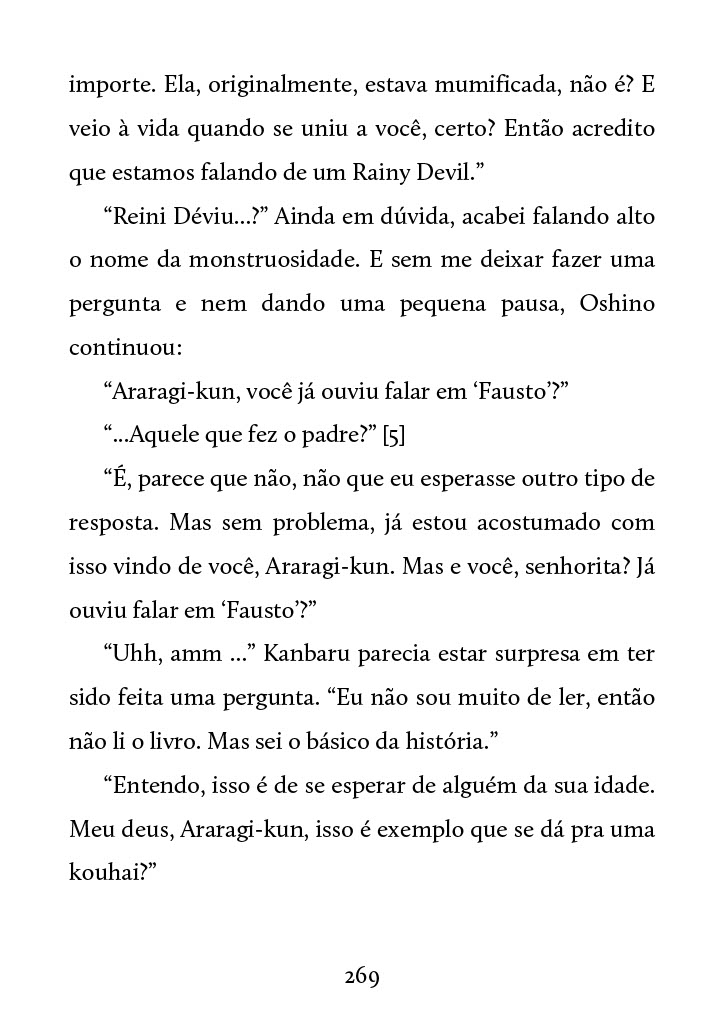 importe. Ela, originalmente, estava mumificada, não é? E
veio à vida quando se uniu a você, certo? Então acredito
que estamos falando de um Rainy Devil.”
“Reini Déviu...?” Ainda em dúvida, acabei falando alto
o nome da monstruosidade. E sem me deixar fazer uma
pergunta e nem dando uma pequena pausa, Oshino
continuou:
“Araragi-kun, você já ouviu falar em ‘Fausto’?”
“...Aquele que fez o padre?” [5]
“É, parece que não, não que eu esperasse outro tipo de
resposta. Mas sem problema, já estou acostumado com
isso vindo de você, Araragi-kun. Mas e você, senhorita? Já
ouviu falar em ‘Fausto’?”
“Uhh, amm ...” Kanbaru parecia estar surpresa em ter
sido feita uma pergunta. “Eu não sou muito de ler, então
não li o livro. Mas sei o básico da história.”
“Entendo, isso é de se esperar de alguém da sua idade.
Meu deus, Araragi-kun, isso é exemplo que se dá pra uma
kouhai?”
269